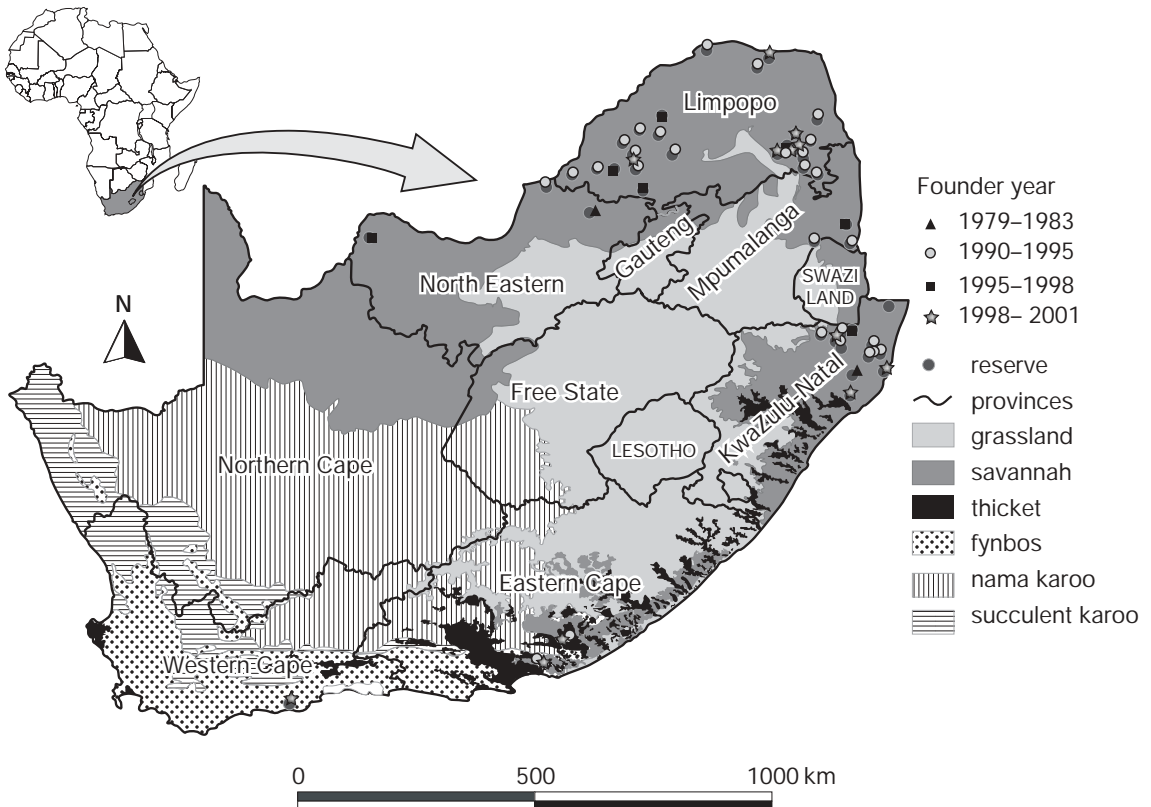 Limpopo
Gauteng
Mpumalanga
North Eastern
SWAZI
LAND
N
Free State
KwaZulu-Natal
LESOTHO
Northern Cape
Eastern Cape
Western Cape
Founder year
1979–1983
1990–1995
1995–1998
1998– 2001
reserve
provinces
grassland
savannah
thicket
fynbos
nama karoo
succulent karoo
0 500 1000 km